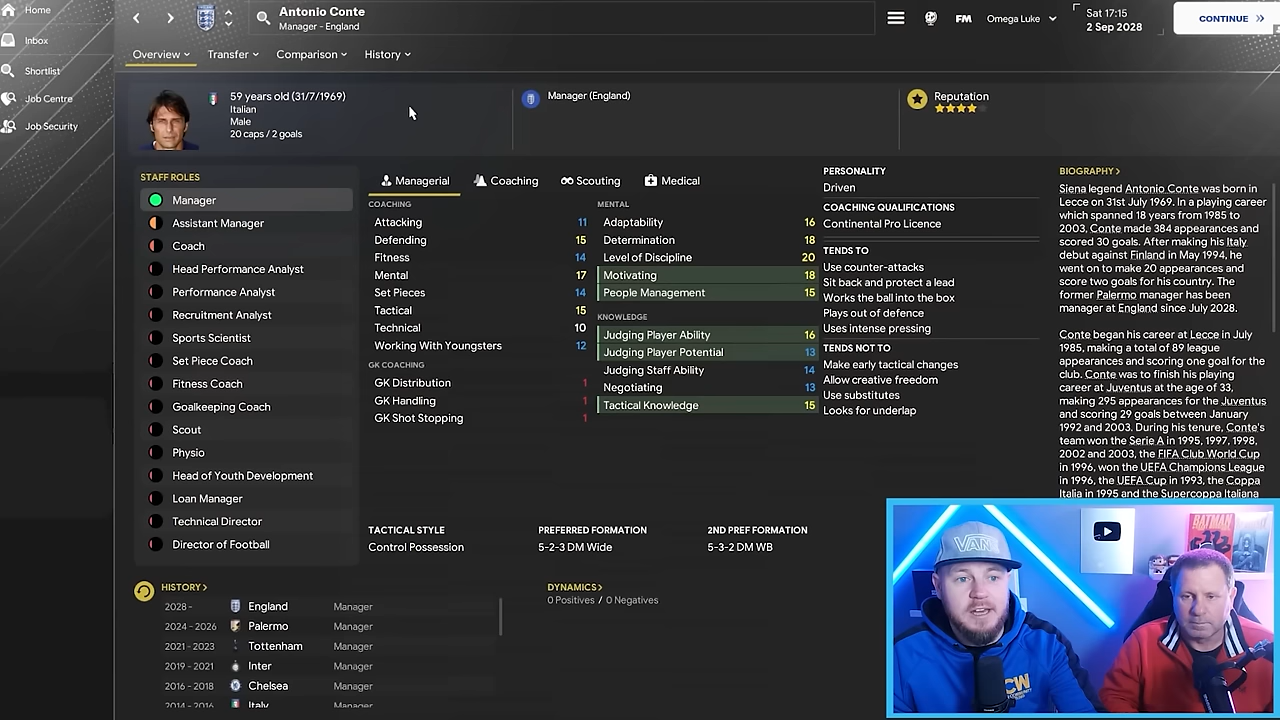 Home
Inbox
Shortlist
Job Centre
Job Security
Antonio Conte
Manager - England
FM
Omega Luke
Sat 17:15
2 Sep 2028
CONTINUE
Overview
Transfer
Comparison
History
59 years old (31/7/1969)
Italian
Male
20 caps / 2 goals
Manager (England)
Reputation
STAFF ROLES
Manager
Assistant Manager
Coach
Head Performance Analyst
Performance Analyst
Recruitment Analyst
Sports Scientist
Set Piece Coach
Fitness Coach
Goalkeeping Coach
Scout
Physio
Head of Youth Development
Loan Manager
Technical Director
Director of Football
Managerial
Coaching
Scouting
Medical
COACHING
Attacking 11
Defending 15
Fitness 14
Mental 17
Set Pieces 14
Tactical 15
Technical 10
Working With Youngsters 12
GK COACHING
GK Distribution 1
GK Handling 1
GK Shot Stopping 1
MENTAL
Adaptability 16
Determination 18
Level of Discipline 20
Motivating 18
People Management 15
KNOWLEDGE
Judging Player Ability 16
Judging Player Potential 13
Judging Staff Ability 14
Negotiating 13
Tactical Knowledge 15
PERSONALITY
Driven
COACHING QUALIFICATIONS
Continental Pro Licence
TENDS TO
Use counter-attacks
Sit back and protect a lead
Works the ball into the box
Plays out of defence
Uses intense pressing
TENDS NOT TO
Make early tactical changes
Allow creative freedom
Use substitutes
Looks for underlap
BIOGRAPHY >
Siena legend Antonio Conte was born in
Lecce on 31st July 1969. In a playing career
which spanned 18 years from 1985 to
2003, Conte made 384 appearances and
scored 30 goals. After making his Italy
debut against Finland in May 1994, he
went on to make 20 appearances and
score two goals for his country. The
former Palermo manager has been
manager at England since July 2028.
Conte began his career at Lecce in July
1985, making a total of 89 league
appearances and scoring one goal for the
club. Conte was to finish his playing
career at Juventus at the age of 33,
making 295 appearances for the Juventus
and scoring 29 goals between January
1992 and 2003. During his tenure, Conte's
team won the Serie A in 1995, 1997, 1998,
2002 and 2003, the FIFA Club World Cup
in 1996, won the UEFA Champions League
in 1996, the UEFA Cup in 1993, the Coppa
Italia in 1995 and the Supercoppa Italiana
TACTICAL STYLE
Control Possession
PREFERRED FORMATION
5-2-3 DM Wide
2ND PREF FORMATION
5-3-2 DM WB
HISTORY >
2028 - England Manager
2024 - 2026 Palermo Manager
2021 - 2023 Tottenham Manager
2019 - 2021 Inter Manager
2016 - 2018 Chelsea Manager
2014 - 2016 Italy Manager
DYNAMICS >
0 Positives / 0 Negatives
VANS
BATMAN
CW